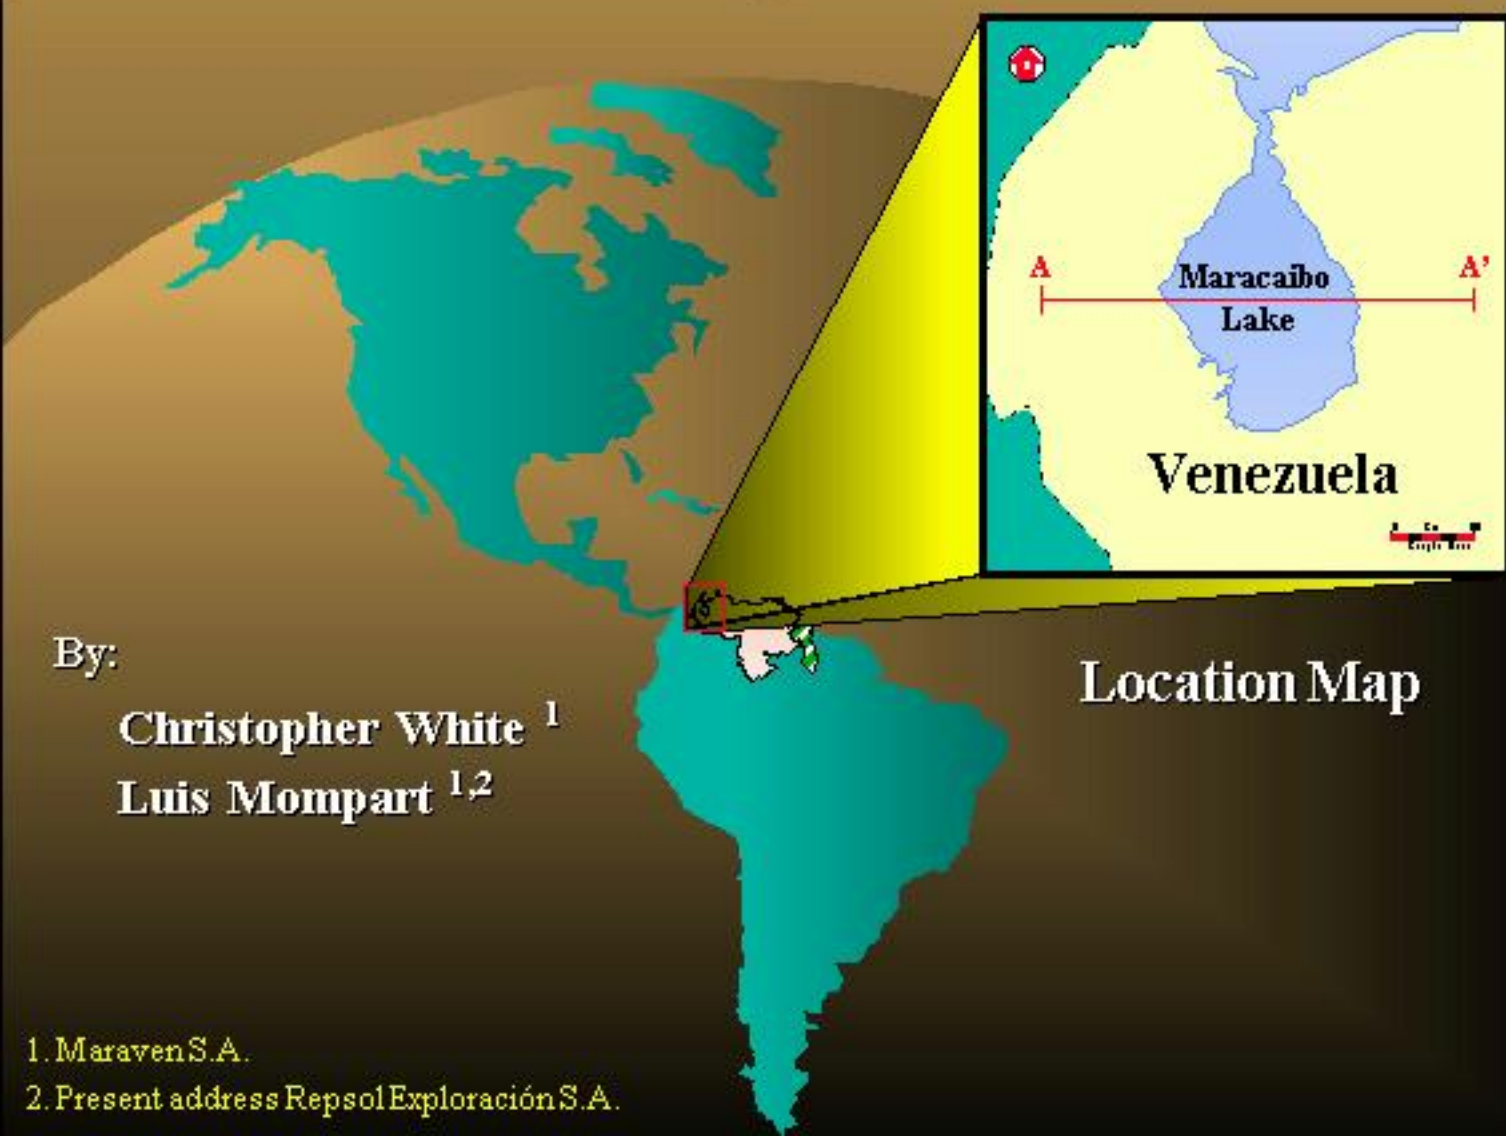 A
A’
Maracaibo
Lake
Venezuela
Location Map
By:
Christopher White 1
Luis Mompart 1,2
1. Maraven S.A.
2. Present address Repsol Exploración S.A.